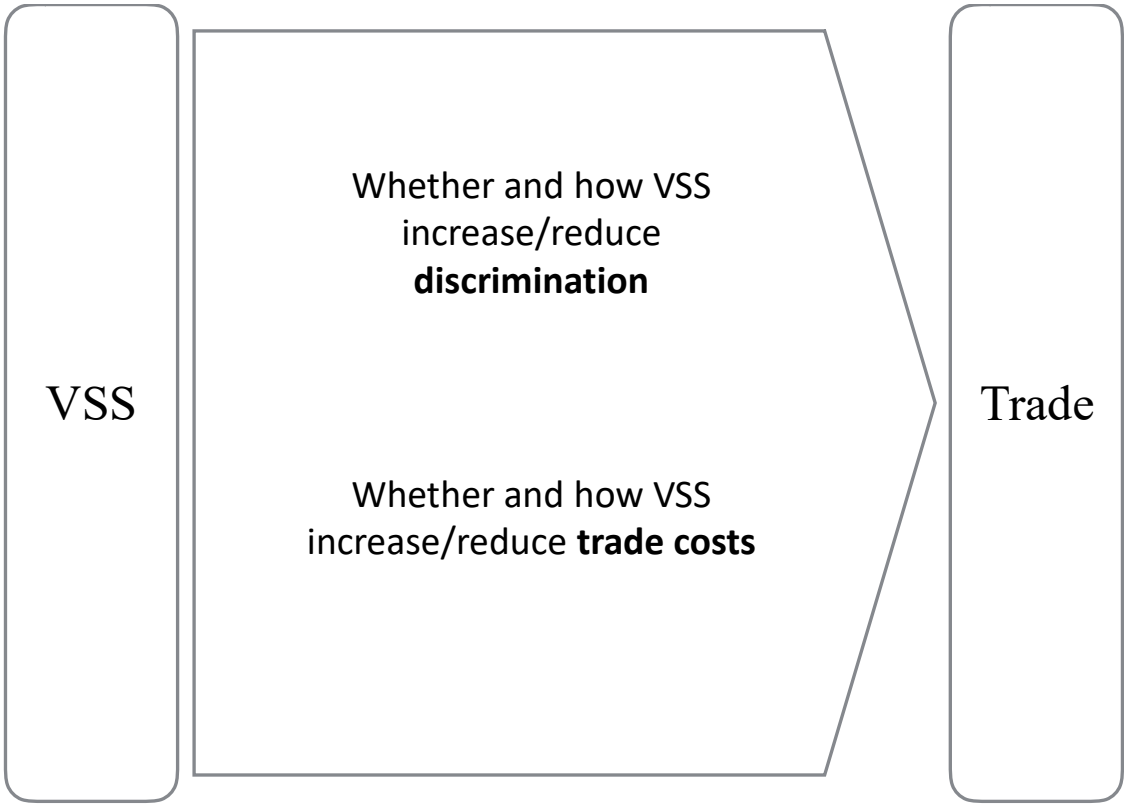 VSS
Whether and how VSS
increase/reduce
discrimination
Whether and how VSS
increase/reduce trade costs
Trade